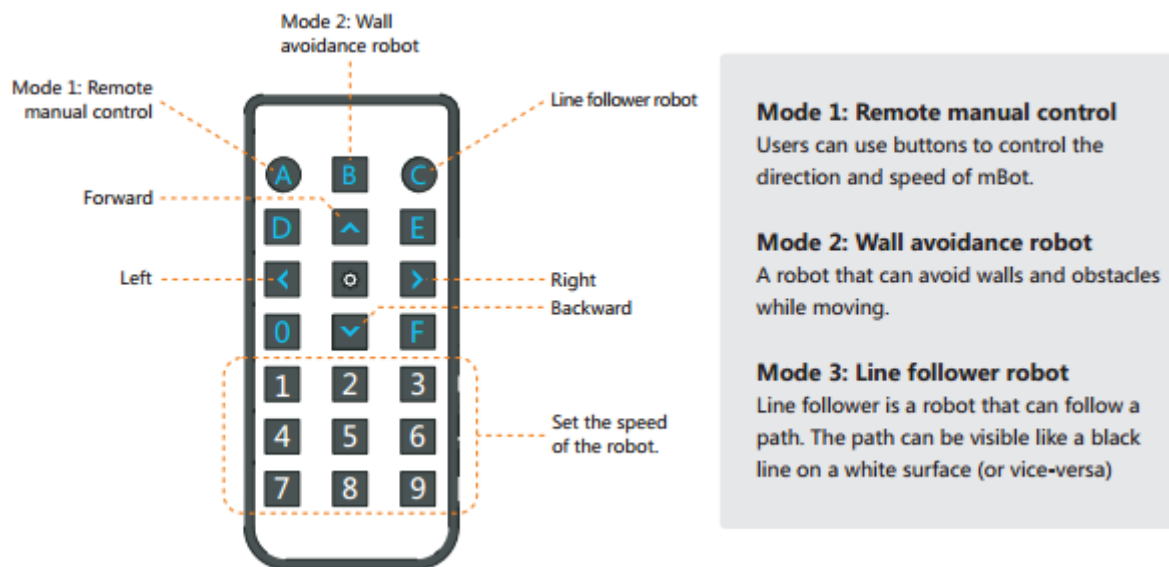 Mode 2: Wall
avoidance robot
Mode 1: Remote
manual control
Line follower robot
A B C
Forward
D E
Left
Right
Backward
0 F
1 2 3
4 5 6
7 8 9
Set the speed
of the robot.
Mode 1: Remote manual control
Users can use buttons to control the
direction and speed of mBot.
Mode 2: Wall avoidance robot
A robot that can avoid walls and obstacles
while moving.
Mode 3: Line follower robot
Line follower is a robot that can follow a
path. The path can be visible like a black
line on a white surface (or vice-versa)